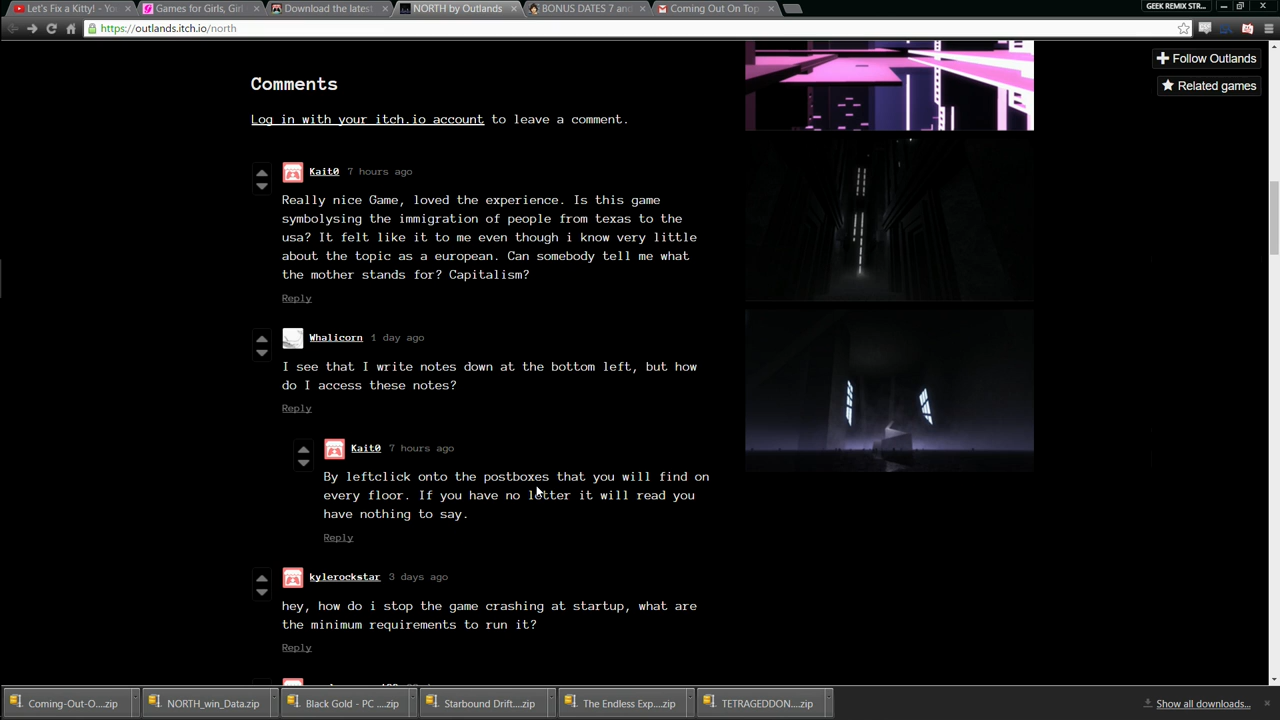 Let's Fix a Kitty! - Yo
Games for Girls, Girl
Download the latest
NORTH by Outlands
BONUS DATES 7 and
Coming Out On Top
GEEK REMIX STR...
https://outlands.itch.io/north
Follow Outlands
Related games
Comments
Log in with your itch.io account to leave a comment.
Kait0 7 hours ago
Really nice Game, loved the experience. Is this game
symbolysing the immigration of people from texas to the
usa? It felt like it to me even though i know very little
about the topic as a european. Can somebody tell me what
the mother stands for? Capitalism?
Reply
Whalicorn 1 day ago
I see that I write notes down at the bottom left, but how
do I access these notes?
Reply
Kait0 7 hours ago
By leftclick onto the postboxes that you will find on
every floor. If you have no letter it will read you
have nothing to say.
Reply
kylerockstar 3 days ago
hey, how do i stop the game crashing at startup, what are
the minimum requirements to run it?
Reply
Coming-Out-O....zip
NORTH_win_Data.zip
Black Gold - PC ....zip
Starbound Drift....zip
The Endless Exp....zip
TETRAGEDDON....zip
Show all downloads...